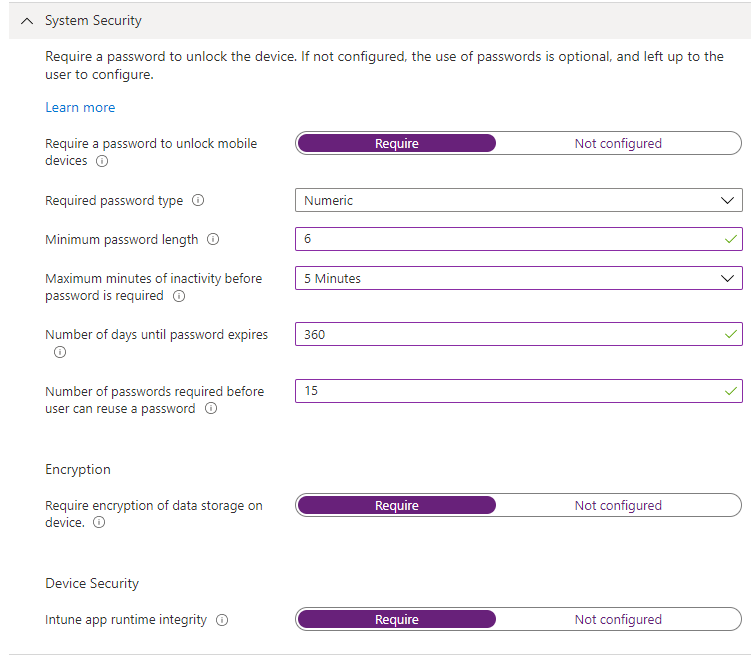 System Security
Require a password to unlock the device. If not configured, the use of passwords is optional, and left up to the
user to configure.
Learn more
Require a password to unlock mobile
devices
Require
Not configured
Required password type
Numeric
Minimum password length
6
Maximum minutes of inactivity before
password is required
5 Minutes
Number of days until password expires
360
Number of passwords required before
user can reuse a password
15
Encryption
Require encryption of data storage on
device.
Require
Not configured
Device Security
Intune app runtime integrity
Require
Not configured